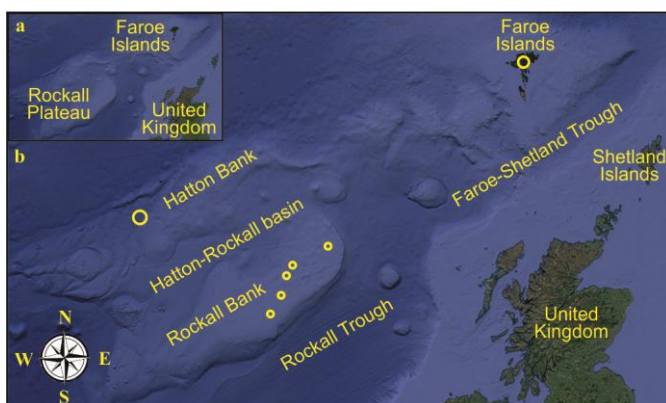 a
Faroe
Islands
Rockall
Plateau
United
Kingdom
b
Faroe
Islands
Faroe-Shetland Trough
Shetland
Islands
Hatton Bank
Hatton-Rockall basin
Rockall Bank
Rockall Trough
United
Kingdom
N
W
E
S